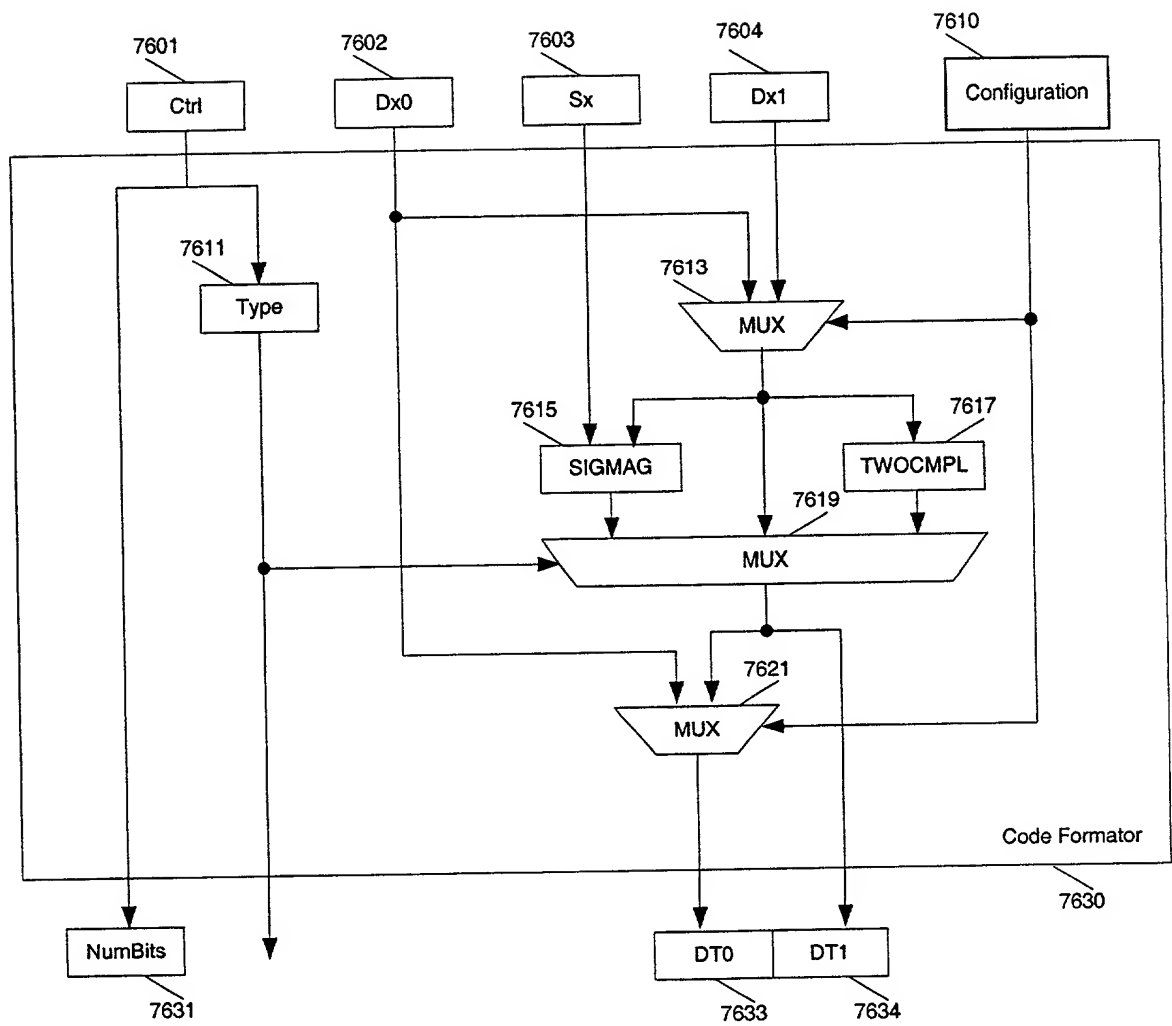 7601
7602
7603
7604
7610
Ctrl
Dx0
Sx
Dx1
Configuration
7611
Type
7613
MUX
7615
SIGMAG
7617
TWOCMPL
7619
MUX
7621
MUX
Code Formator
7630
NumBits
7631
DT0
DT1
7633
7634